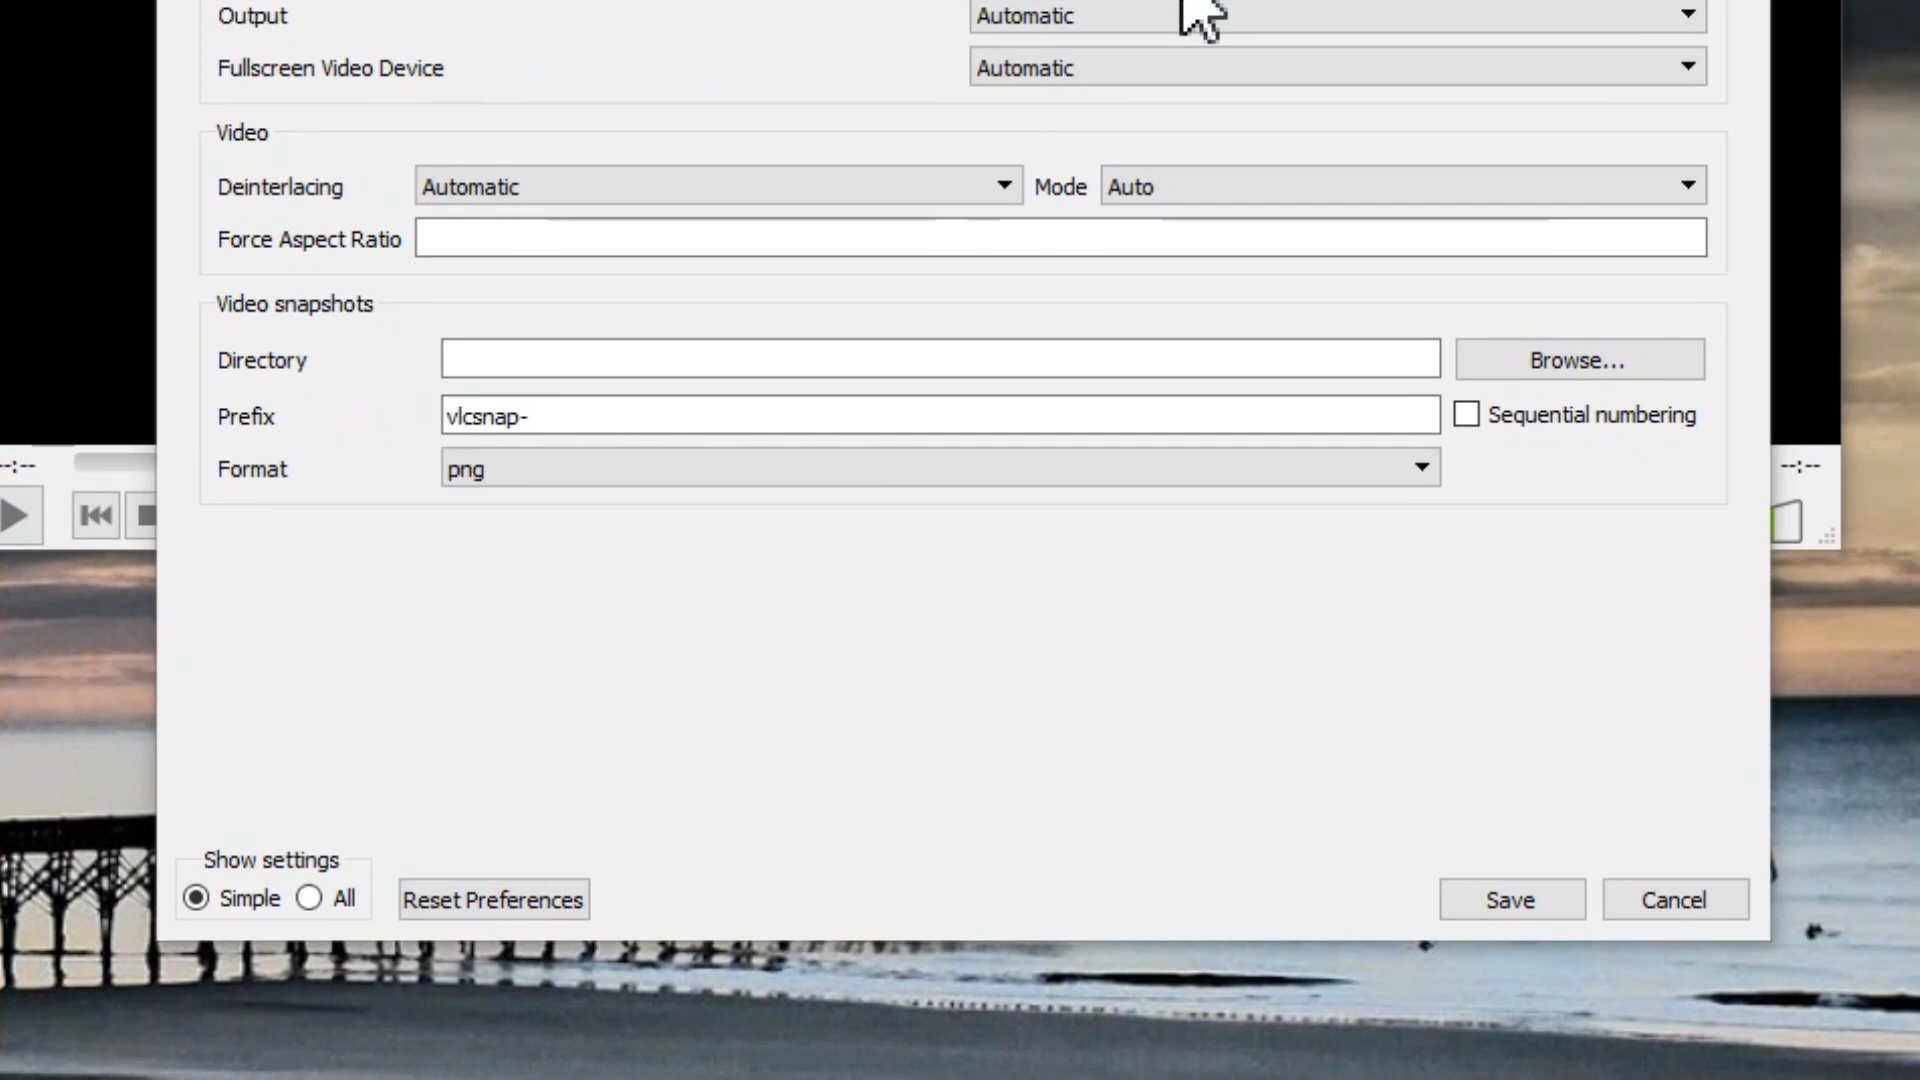 Output Automatic
Fullscreen Video Device Automatic
Video
Deinterlacing Automatic Mode Auto
Force Aspect Ratio
Video snapshots
Directory Browse...
Prefix vlcsnap- Sequential numbering
--:-- --:--
Format png
Show settings
Simple All Reset Preferences Save Cancel